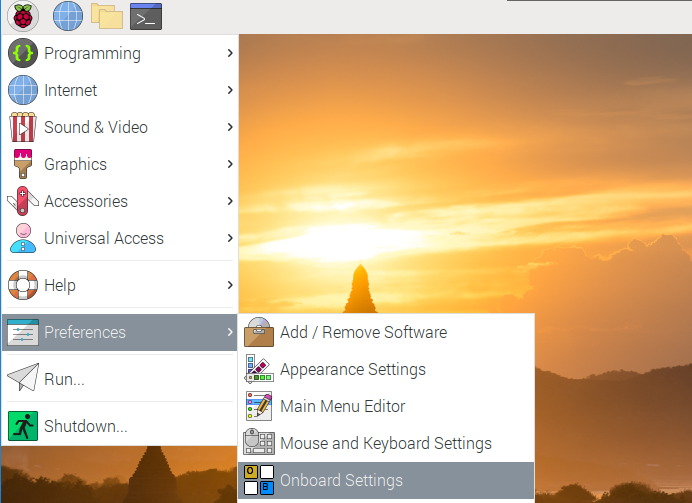 >_
Programming
Internet
Sound & Video
Graphics
Accessories
Universal Access
Help
Preferences
Add / Remove Software
Run...
Appearance Settings
Main Menu Editor
Shutdown...
Mouse and Keyboard Settings
O
B
Onboard Settings